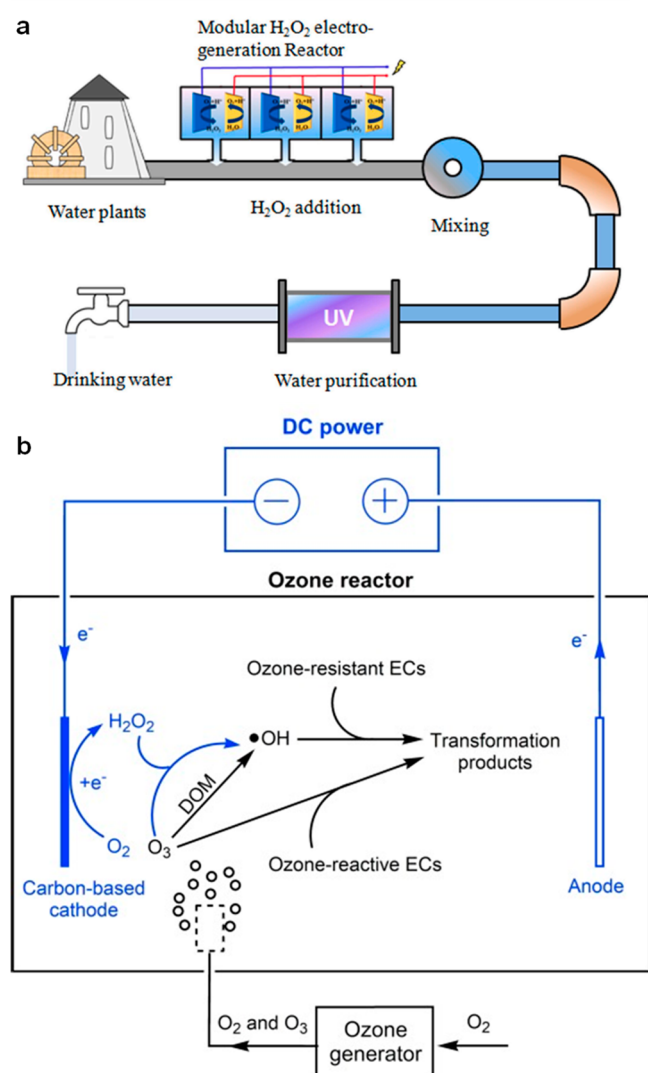 a
Modular H₂O₂ electro-
generation Reactor
Water plants
H₂O₂ addition
Mixing
UV
Drinking water
Water purification
b
DC power
−
+
Ozone reactor
e⁻
e⁻
Ozone-resistant ECs
H₂O₂
●OH
Transformation
products
+e⁻
DOM
O₂
O₃
Ozone-reactive ECs
Carbon-based
cathode
Anode
O₂ and O₃
Ozone
generator
O₂